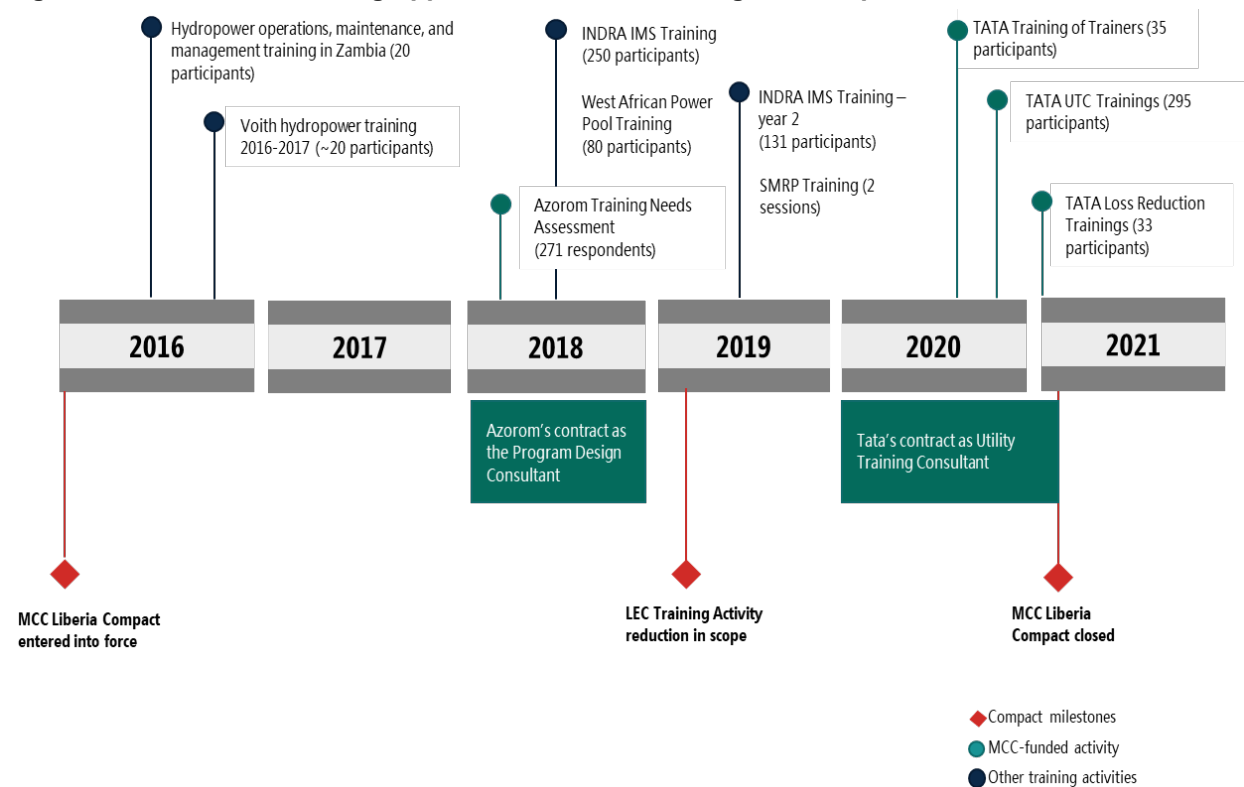 Hydropower operations, maintenance, and
management training in Zambia (20
participants)
Voith hydropower training
2016-2017 (~20 participants)
INDRA IMS Training
(250 participants)
West African Power
Pool Training
(80 participants)
Azorom Training Needs
Assessment
(271 respondents)
INDRA IMS Training –
year 2
(131 participants)
SMRP Training (2
sessions)
TATA Training of Trainers (35
participants)
TATA UTC Trainings (295
participants)
TATA Loss Reduction
Trainings (33
participants)
2016
2017
2018
2019
2020
2021
Azorom's contract as
the Program Design
Consultant
Tata's contract as Utility
Training Consultant
MCC Liberia Compact
entered into force
LEC Training Activity
reduction in scope
MCC Liberia
Compact closed
Compact milestones
MCC-funded activity
Other training activities